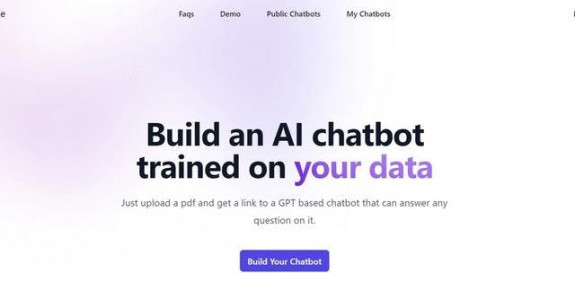 Faqs Demo Public Chatbots My Chatbots
Build an AI chatbot
trained on your data
Just upload a pdf and get a link to a GPT based chatbot that can answer any
question on it.
Build Your Chatbot